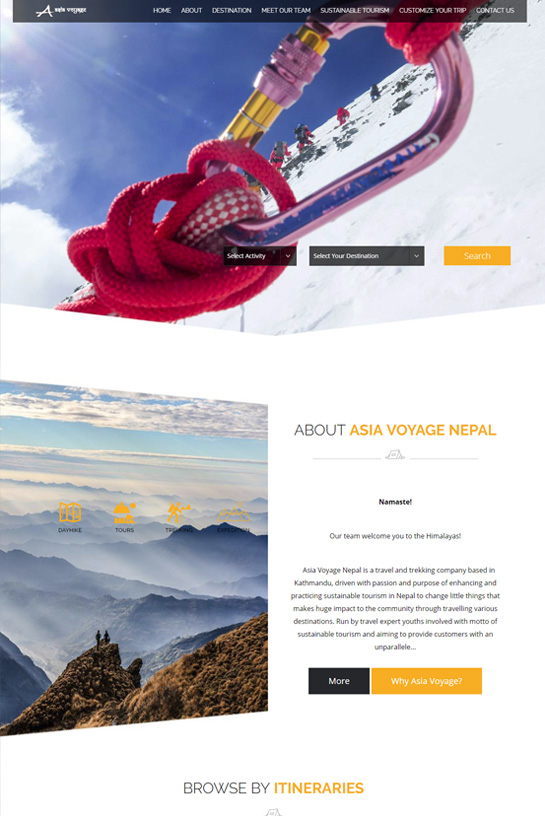 asia voyage HOME ABOUT DESTINATION MEET OUR TEAM SUSTAINABLE TOURISM CUSTOMIZE YOUR TRIP CONTACT US
Select Activity Select Your Destination Search
ABOUT ASIA VOYAGE NEPAL
Namaste!
DAYHIKE TOURS TREKKING EXPEDITION
Our team welcome you to the Himalayas!
Asia Voyage Nepal is a travel and trekking company based in
Kathmandu, driven with passion and purpose of enhancing and
practicing sustainable tourism in Nepal to change little things that
makes huge impact to the community through travelling various
destinations. Run by travel expert youths involved with motto of
sustainable tourism and aiming to provide customers with an
unparallele...
More Why Asia Voyage?
BROWSE BY ITINERARIES